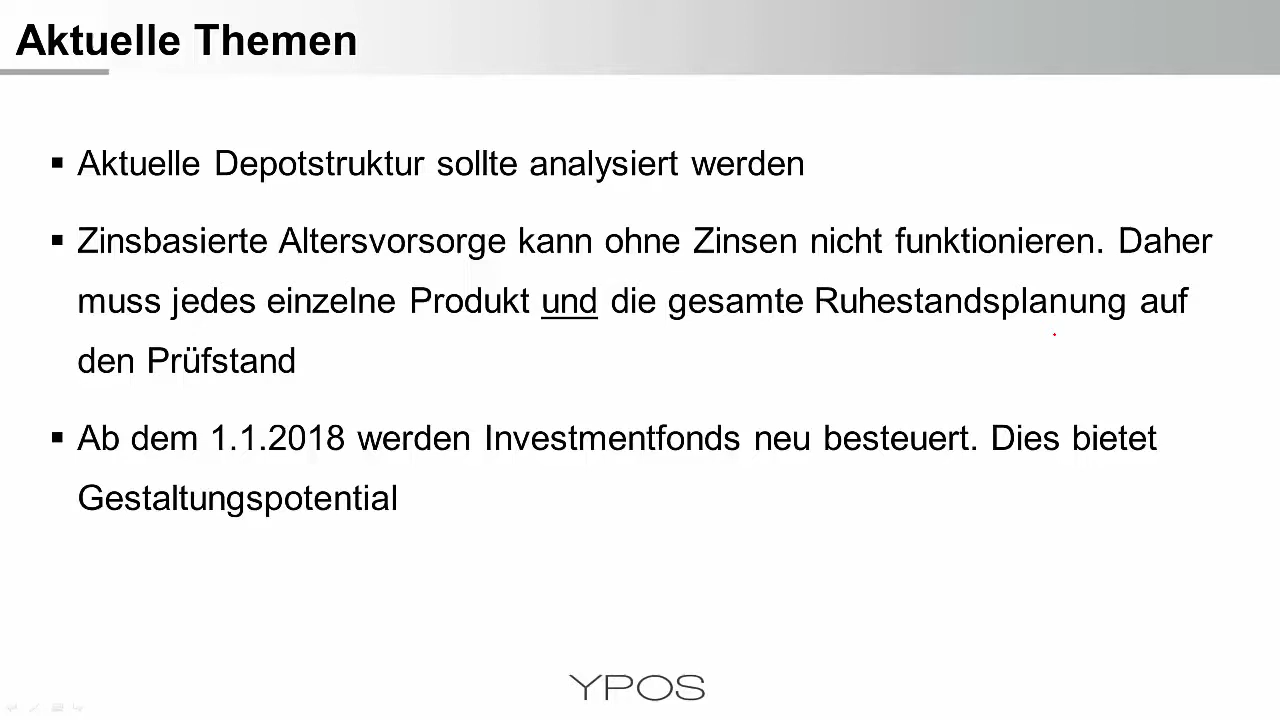 Aktuelle Themen
▪ Aktuelle Depotstruktur sollte analysiert werden
▪ Zinsbasierte Altersvorsorge kann ohne Zinsen nicht funktionieren. Daher
muss jedes einzelne Produkt und die gesamte Ruhestandsplanung auf
den Prüfstand
▪ Ab dem 1.1.2018 werden Investmentfonds neu besteuert. Dies bietet
Gestaltungspotential
YPOS